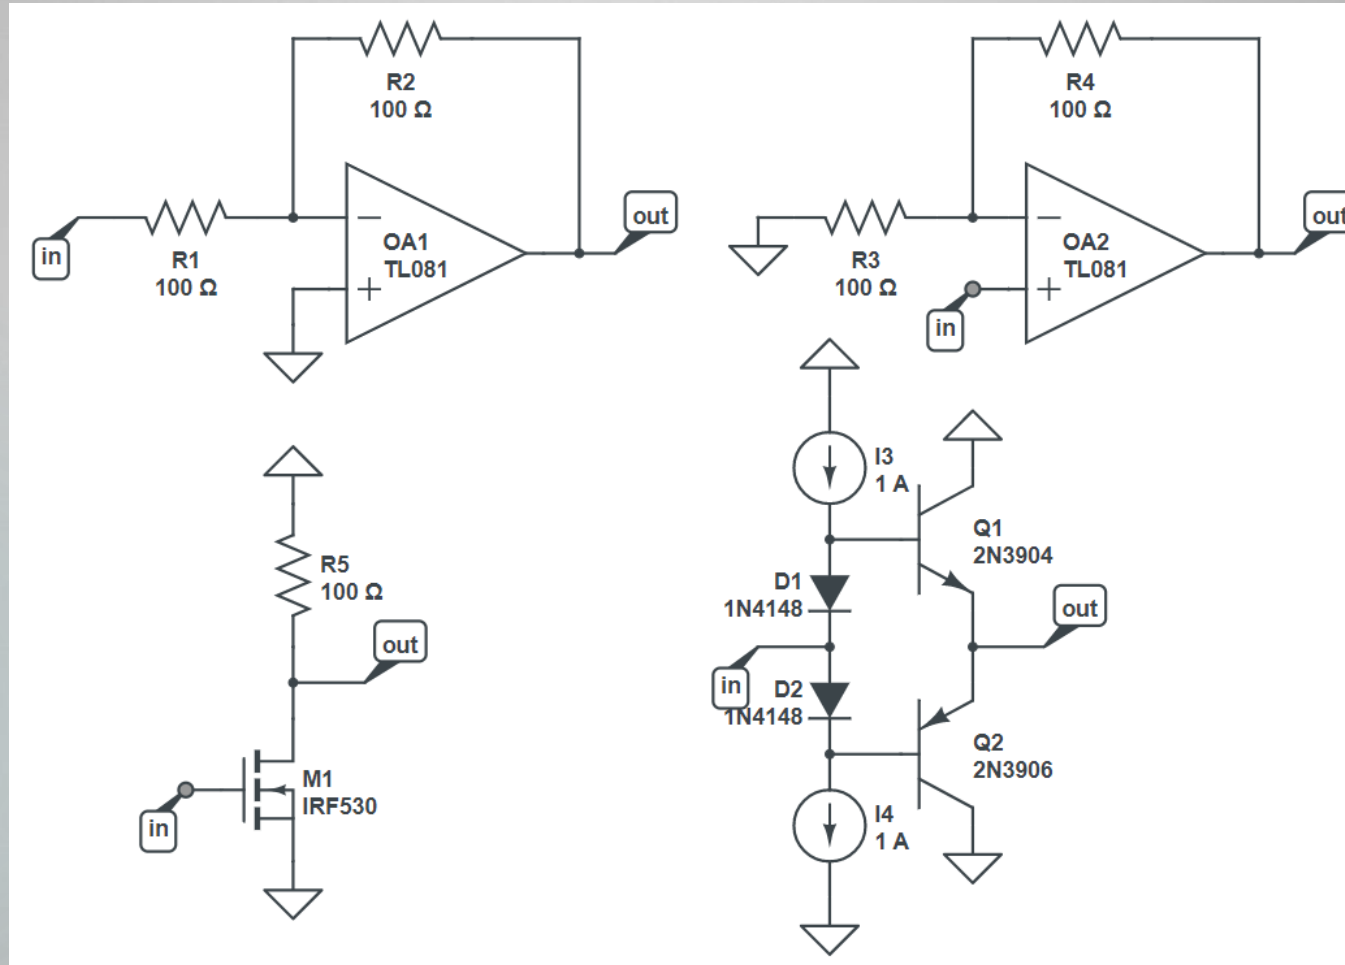 R2
100 Ω
in
R1
100 Ω
−
OA1
TL081
+
out
R4
100 Ω
R3
100 Ω
−
OA2
TL081
+
in
out
R5
100 Ω
out
M1
IRF530
in
I3
1 A
Q1
2N3904
D1
1N4148
out
in
D2
1N4148
Q2
2N3906
I4
1 A